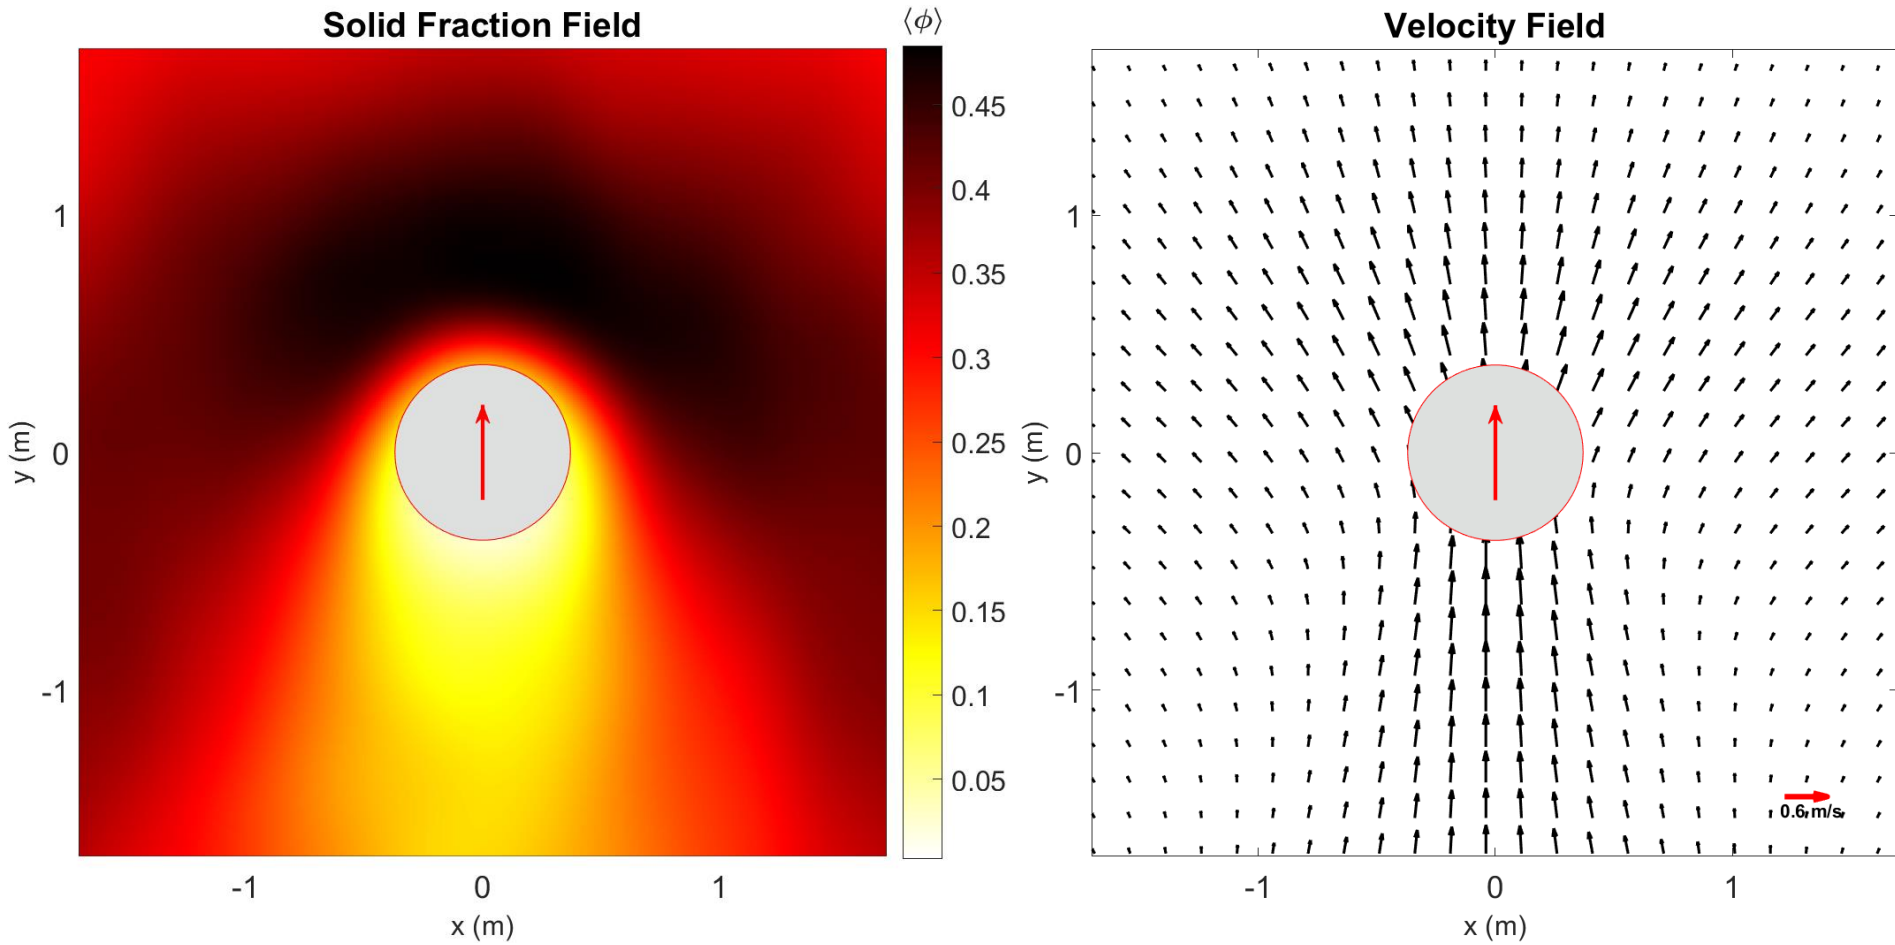 Solid Fraction Field
⟨ϕ⟩
0.45
0.4
0.35
0.3
0.25
0.2
0.15
0.1
0.05
1
0
-1
y (m)
-1 0 1
x (m)
Velocity Field
1
0
-1
y (m)
0.6 m/s
-1 0 1
x (m)